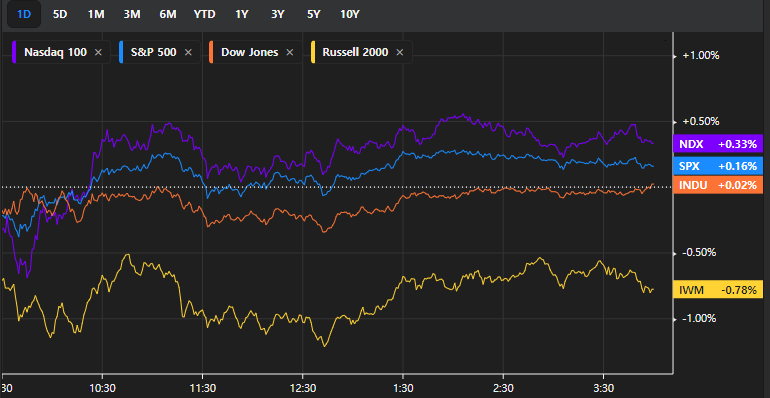 1D 5D 1M 3M 6M YTD 1Y 3Y 5Y 10Y
Nasdaq 100 × S&P 500 × Dow Jones × Russell 2000 ×
+1.00%
+0.50%
NDX +0.33%
SPX +0.16%
INDU +0.02%
-0.50%
IWM -0.78%
-1.00%
30 10:30 11:30 12:30 1:30 2:30 3:30